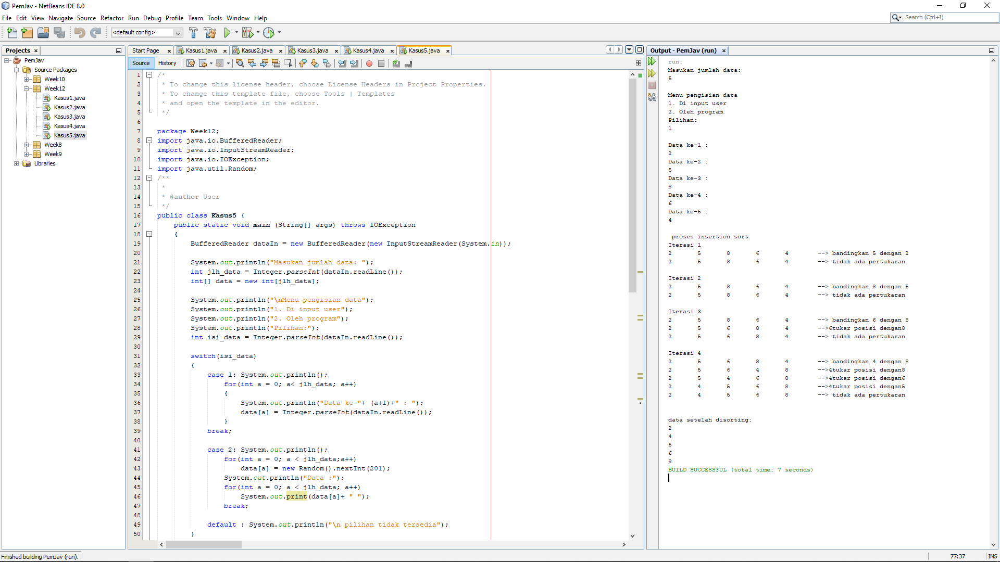 PemJav - NetBeans IDE 8.0
File Edit View Navigate Source Refactor Run Debug Profile Team Tools Window Help
Search (Ctrl+I)
<default config>
Projects
PemJav
Source Packages
Week10
Week12
Kasus1.java
Kasus2.java
Kasus3.java
Kasus4.java
Kasus5.java
Week8
Week9
Libraries
Start Page Kasus1.java Kasus2.java Kasus3.java Kasus4.java Kasus5.java
Source History
1 /*
2 * To change this license header, choose License Headers in Project Properties.
3 * To change this template file, choose Tools | Templates
4 * and open the template in the editor.
5 */
6
7 package Week12;
8 import java.io.BufferedReader;
9 import java.io.InputStreamReader;
10 import java.io.IOException;
11 import java.util.Random;
12 /**
13 *
14 * @author User
15 */
16 public class Kasus5 {
17 public static void main (String[] args) throws IOException
18 {
19 BufferedReader dataIn = new BufferedReader(new InputStreamReader(System.in));
20
21 System.out.println("Masukan jumlah data: ");
22 int jlh_data = Integer.parseInt(dataIn.readLine());
23 int[] data = new int[jlh_data];
24
25 System.out.println("\nMenu pengisian data");
26 System.out.println("1. Di input user");
27 System.out.println("2. Oleh program");
28 System.out.println("Pilihan:");
29 int isi_data = Integer.parseInt(dataIn.readLine());
30
31 switch(isi_data)
32 {
33 case 1: System.out.println();
34 for(int a = 0; a< jlh_data; a++)
35 {
36 System.out.println("Data ke-"+ (a+1)+" : ");
37 data[a] = Integer.parseInt(dataIn.readLine());
38 }
39 break;
40
41 case 2: System.out.println();
42 for(int a = 0; a < jlh_data;a++)
43 data[a] = new Random().nextInt(201);
44 System.out.println("Data :");
45 for(int a = 0; a < jlh_data; a++)
46 System.out.print(data[a]+ " ");
47 break;
48
49 default : System.out.println("\n pilihan tidak tersedia");
50 }
Output - PemJav (run)
run:
Masukan jumlah data:
5
Menu pengisian data
1. Di input user
2. Oleh program
Pilihan:
1
Data ke-1 :
2
Data ke-2 :
5
Data ke-3 :
8
Data ke-4 :
6
Data ke-5 :
4
proses insertion sort
Iterasi 1
2 5 8 6 4 --> bandingkan 5 dengan 2
2 5 8 6 4 --> tidak ada pertukaran
Iterasi 2
2 5 8 6 4 --> bandingkan 8 dengan 5
2 5 8 6 4 --> tidak ada pertukaran
Iterasi 3
2 5 8 6 4 --> bandingkan 6 dengan 8
2 5 6 8 4 -->6tukar posisi dengan8
2 5 6 8 4 --> tidak ada pertukaran
Iterasi 4
2 5 6 8 4 --> bandingkan 4 dengan 8
2 5 6 4 8 -->4tukar posisi dengan8
2 5 4 6 8 -->4tukar posisi dengan6
2 4 5 6 8 -->4tukar posisi dengan5
2 4 5 6 8 --> tidak ada pertukaran
data setelah disorting:
2
4
5
6
8
BUILD SUCCESSFUL (total time: 7 seconds)
Finished building PemJav (run).
77:37 INS